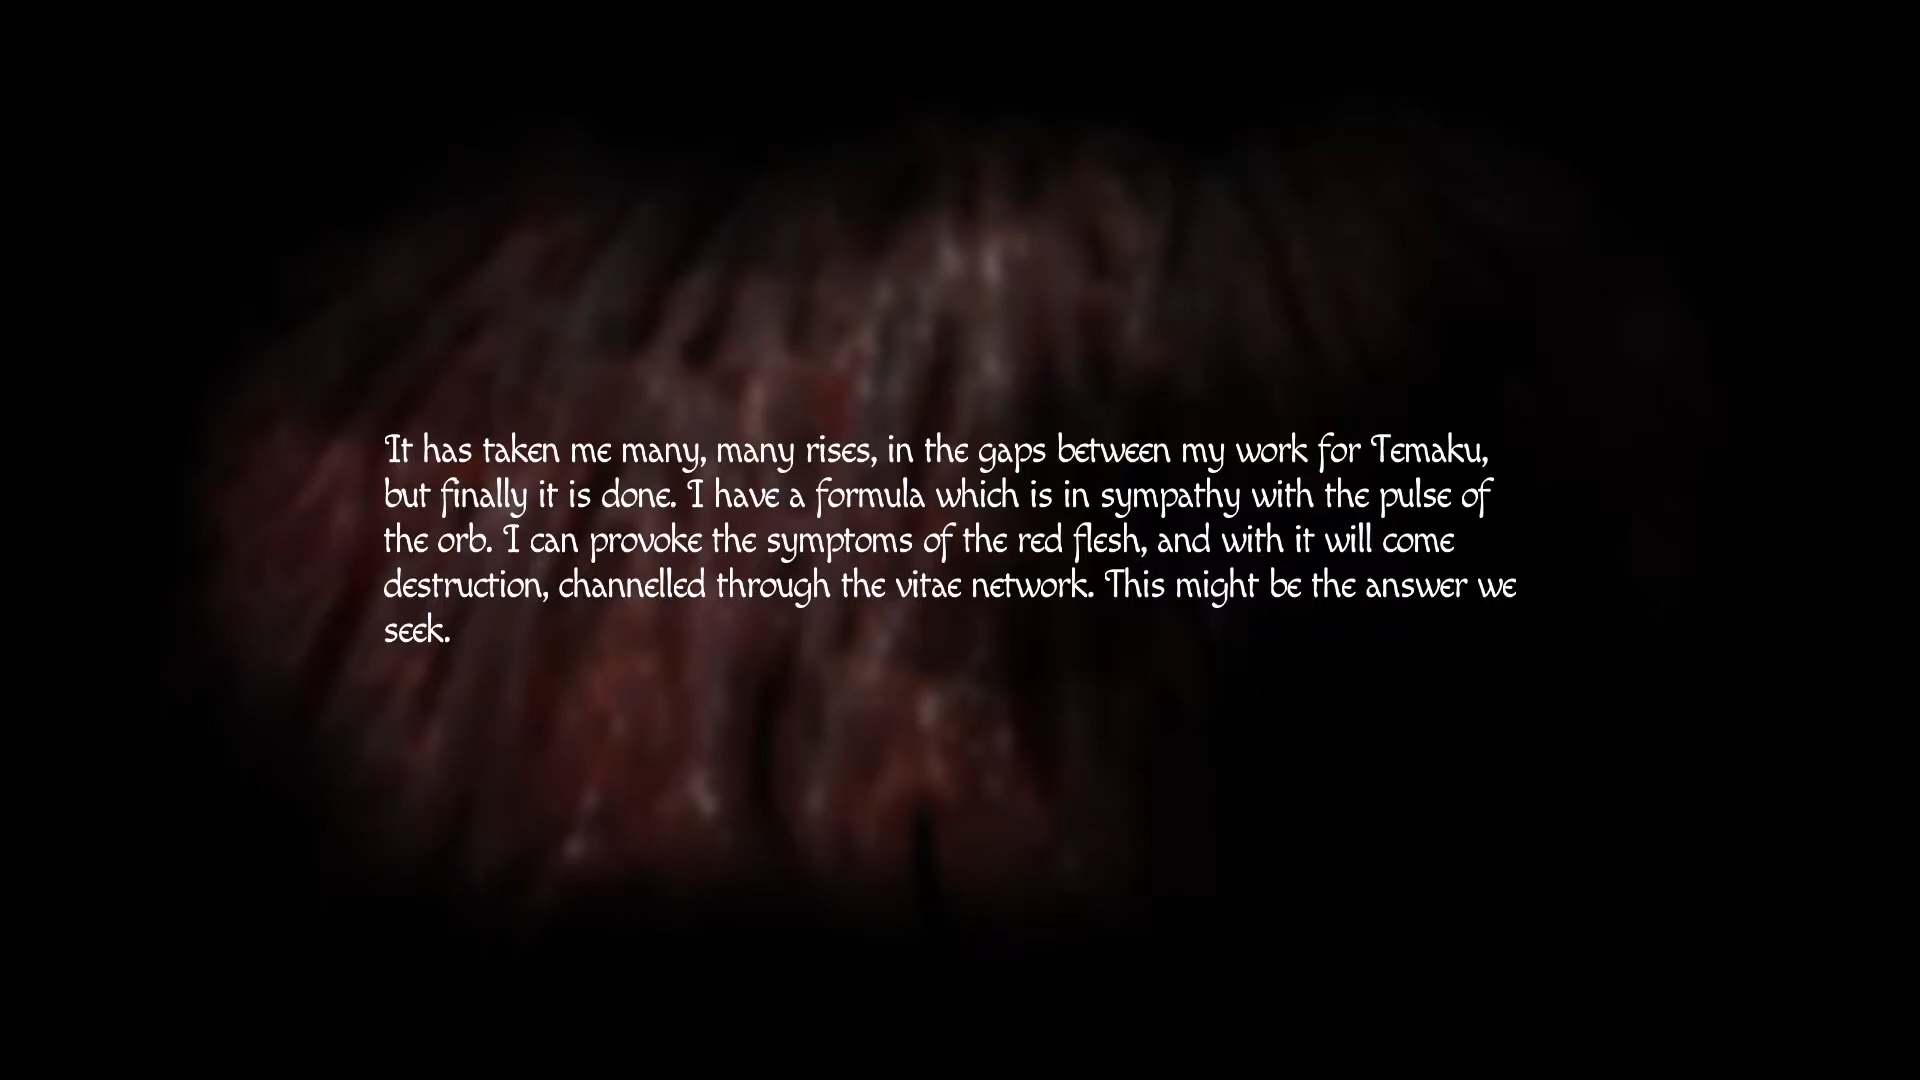 It has taken me many, many rises, in the gaps between my work for Temaku,
but finally it is done. I have a formula which is in sympathy with the pulse of
the orb. I can provoke the symptoms of the red flesh, and with it will come
destruction, channelled through the vitae network. This might be the answer we
seek.